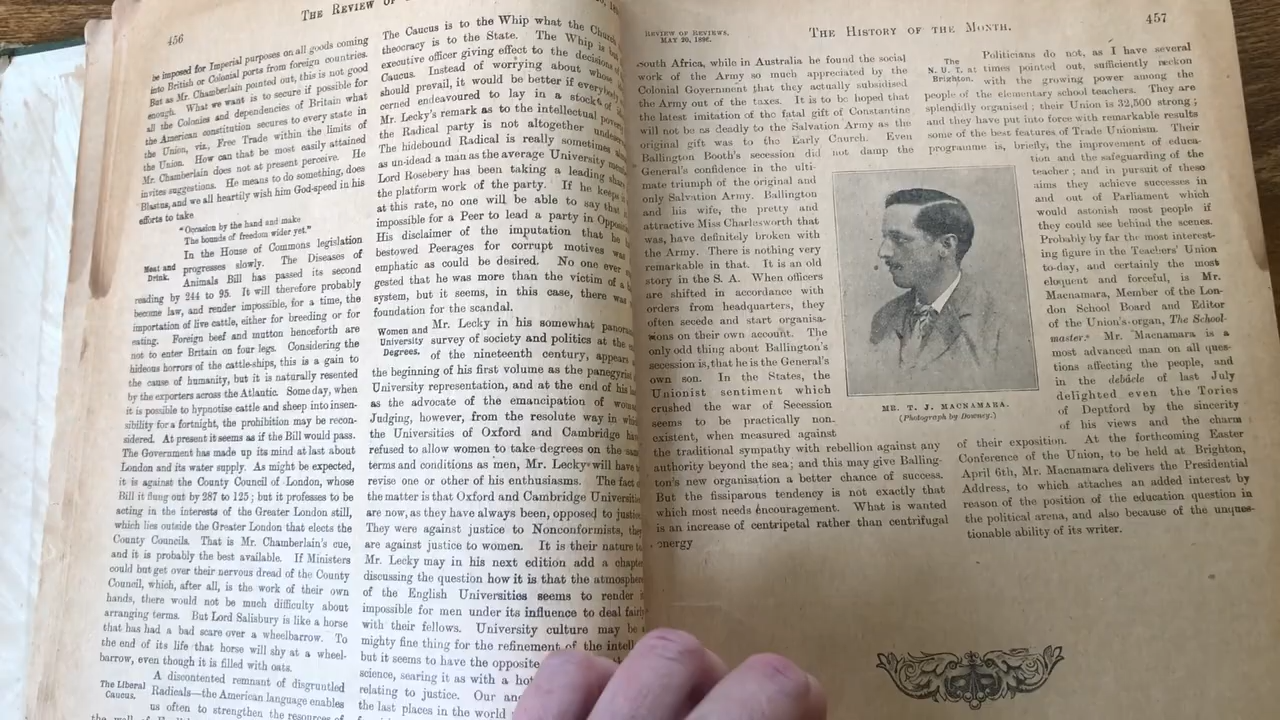 456
THE REVIEW OF
be imposed for Imperial purposes on all goods coming
into British or Colonial ports from foreign countries.
But as Mr. Chamberlain pointed out, this is not good
enough. What we want is to secure if possible for
all the Colonies and dependencies of Britain what
the American constitution secures to every state in
the Union, viz., Free Trade within the limits of
the Union. How can that be most easily attained
Mr. Chamberlain does not at present perceive. He
invites suggestions. He means to do something, does
Blastus, and we all heartily wish him God-speed in his
efforts to take
"Occasion by the hand and make
The bounds of freedom wider yet."
Meat and
Drink.
In the House of Commons legislation
progresses slowly. The Diseases of
Animals Bill has passed its second
reading by 244 to 95. It will therefore probably
become law, and render impossible, for a time, the
importation of live cattle, either for breeding or for
eating. Foreign beef and mutton henceforth are
not to enter Britain on four legs. Considering the
hideous horrors of the cattle-ships, this is a gain to
the cause of humanity, but it is naturally resented
by the exporters across the Atlantic. Some day, when
it is possible to hypnotise cattle and sheep into insen-
sibility for a fortnight, the prohibition may be recon-
sidered. At present it seems as if the Bill would pass.
The Government has made up its mind at last about
London and its water supply. As might be expected,
it is against the County Council of London, whose
Bill it flung out by 287 to 125; but it professes to be
acting in the interests of the Greater London still,
which lies outside the Greater London that elects the
County Councils. That is Mr. Chamberlain's cue,
and it is probably the best available. If Ministers
could but get over their nervous dread of the County
Council, which, after all, is the work of their own
hands, there would not be much difficulty about
arranging terms. But Lord Salisbury is like a horse
that has had a bad scare over a wheelbarrow. To
the end of its life that horse will shy at a wheel-
barrow, even though it is filled with oats.
The Liberal
Caucus.
A discontented remnant of disgruntled
Radicals—the American language enables
us often to strengthen the resources of
the
The Caucus is to the Whip what the Church
theocracy is to the State. The Whip is
executive officer giving effect to the decisions
Caucus. Instead of worrying about whose
should prevail, it would be better if everybody
cerned endeavoured to lay in a stock of
Mr. Lecky's remark as to the intellectual poverty
the Radical party is not altogether
The hidebound Radical is really sometimes
as un-idead a man as the average University
Lord Rosebery has been taking a leading share
the platform work of the party. If he keeps
at this rate, no one will be able to say that
impossible for a Peer to lead a party in
His disclaimer of the imputation that he
bestowed Peerages for corrupt motives was
emphatic as could be desired. No one ever
gested that he was more than the victim of a
system, but it seems, in this case, there was
foundation for the scandal.
Women and
University
Degrees.
Mr. Lecky in his somewhat
survey of society and politics at the
of the nineteenth century, appears
the beginning of his first volume as the panegyrist
University representation, and at the end of his
as the advocate of the emancipation of
Judging, however, from the resolute way in which
the Universities of Oxford and Cambridge
refused to allow women to take degrees on the same
terms and conditions as men, Mr. Lecky will have
revise one or other of his enthusiasms. The fact
the matter is that Oxford and Cambridge Universities
are now, as they have always been, opposed to justice.
They were against justice to Nonconformists, they
are against justice to women. It is their nature to
Mr. Lecky may in his next edition add a chapter
discussing the question how it is that the atmosphere
of the English Universities seems to render it
impossible for men under its influence to deal fairly
with their fellows. University culture may be
mighty fine thing for the refinement of the
but it seems to have the opposite
science, searing it as with a hot
relating to justice. Our
the last places in the world
REVIEW OF REVIEWS,
MAY 20, 1896.
THE HISTORY OF THE MONTH.
457
South Africa, while in Australia he found the social
work of the Army so much appreciated by the
Colonial Government that they actually subsidised
the Army out of the taxes. It is to be hoped that
the latest imitation of the fatal gift of Constantine
will not be as deadly to the Salvation Army as the
original gift was to the Early Church. Even
Ballington Booth's secession did not damp the
General's confidence in the ulti-
mate triumph of the original and
only Salvation Army. Ballington
and his wife, the pretty and
attractive Miss Charlesworth that
was, have definitely broken with
the Army. There is nothing very
remarkable in that. It is an old
story in the S. A. When officers
are shifted in accordance with
orders from headquarters, they
often secede and start organisa-
tions on their own account. The
only odd thing about Ballington's
secession is, that he is the General's
own son. In the States, the
Unionist sentiment which
crushed the war of Secession
seems to be practically non-
existent, when measured against
the traditional sympathy with rebellion against any
authority beyond the sea; and this may give Balling-
ton's new organisation a better chance of success.
But the fissiparous tendency is not exactly that
which most needs encouragement. What is wanted
is an increase of centripetal rather than centrifugal
energy
The
N. U. T. at
Brighton.
Politicians do not, as I have several
times pointed out, sufficiently reckon
with the growing power among the
people of the elementary school teachers. They are
splendidly organised; their Union is 32,500 strong;
and they have put into force with remarkable results
some of the best features of Trade Unionism. Their
programme is, briefly, the improvement of educa-
tion and the safeguarding of the
teacher; and in pursuit of these
aims they achieve successes in
and out of Parliament which
would astonish most people if
they could see behind the scenes.
Probably by far the most interest-
ing figure in the Teachers' Union
to-day, and certainly the most
eloquent and forceful, is Mr.
Macnamara, Member of the Lon-
don School Board and Editor
of the Union's organ, The School-
master. Mr. Macnamara is a
most advanced man on all ques-
tions affecting the people, and
in the debâcle of last July
delighted even the Tories
of Deptford by the sincerity
of his views and the charm
of their exposition. At the forthcoming Easter
Conference of the Union, to be held at Brighton,
April 6th, Mr. Macnamara delivers the Presidential
Address, to which attaches an added interest by
reason of the position of the education question in
the political arena, and also because of the unques-
tionable ability of its writer.
MR. T. J. MACNAMARA.
(Photograph by Downey.)